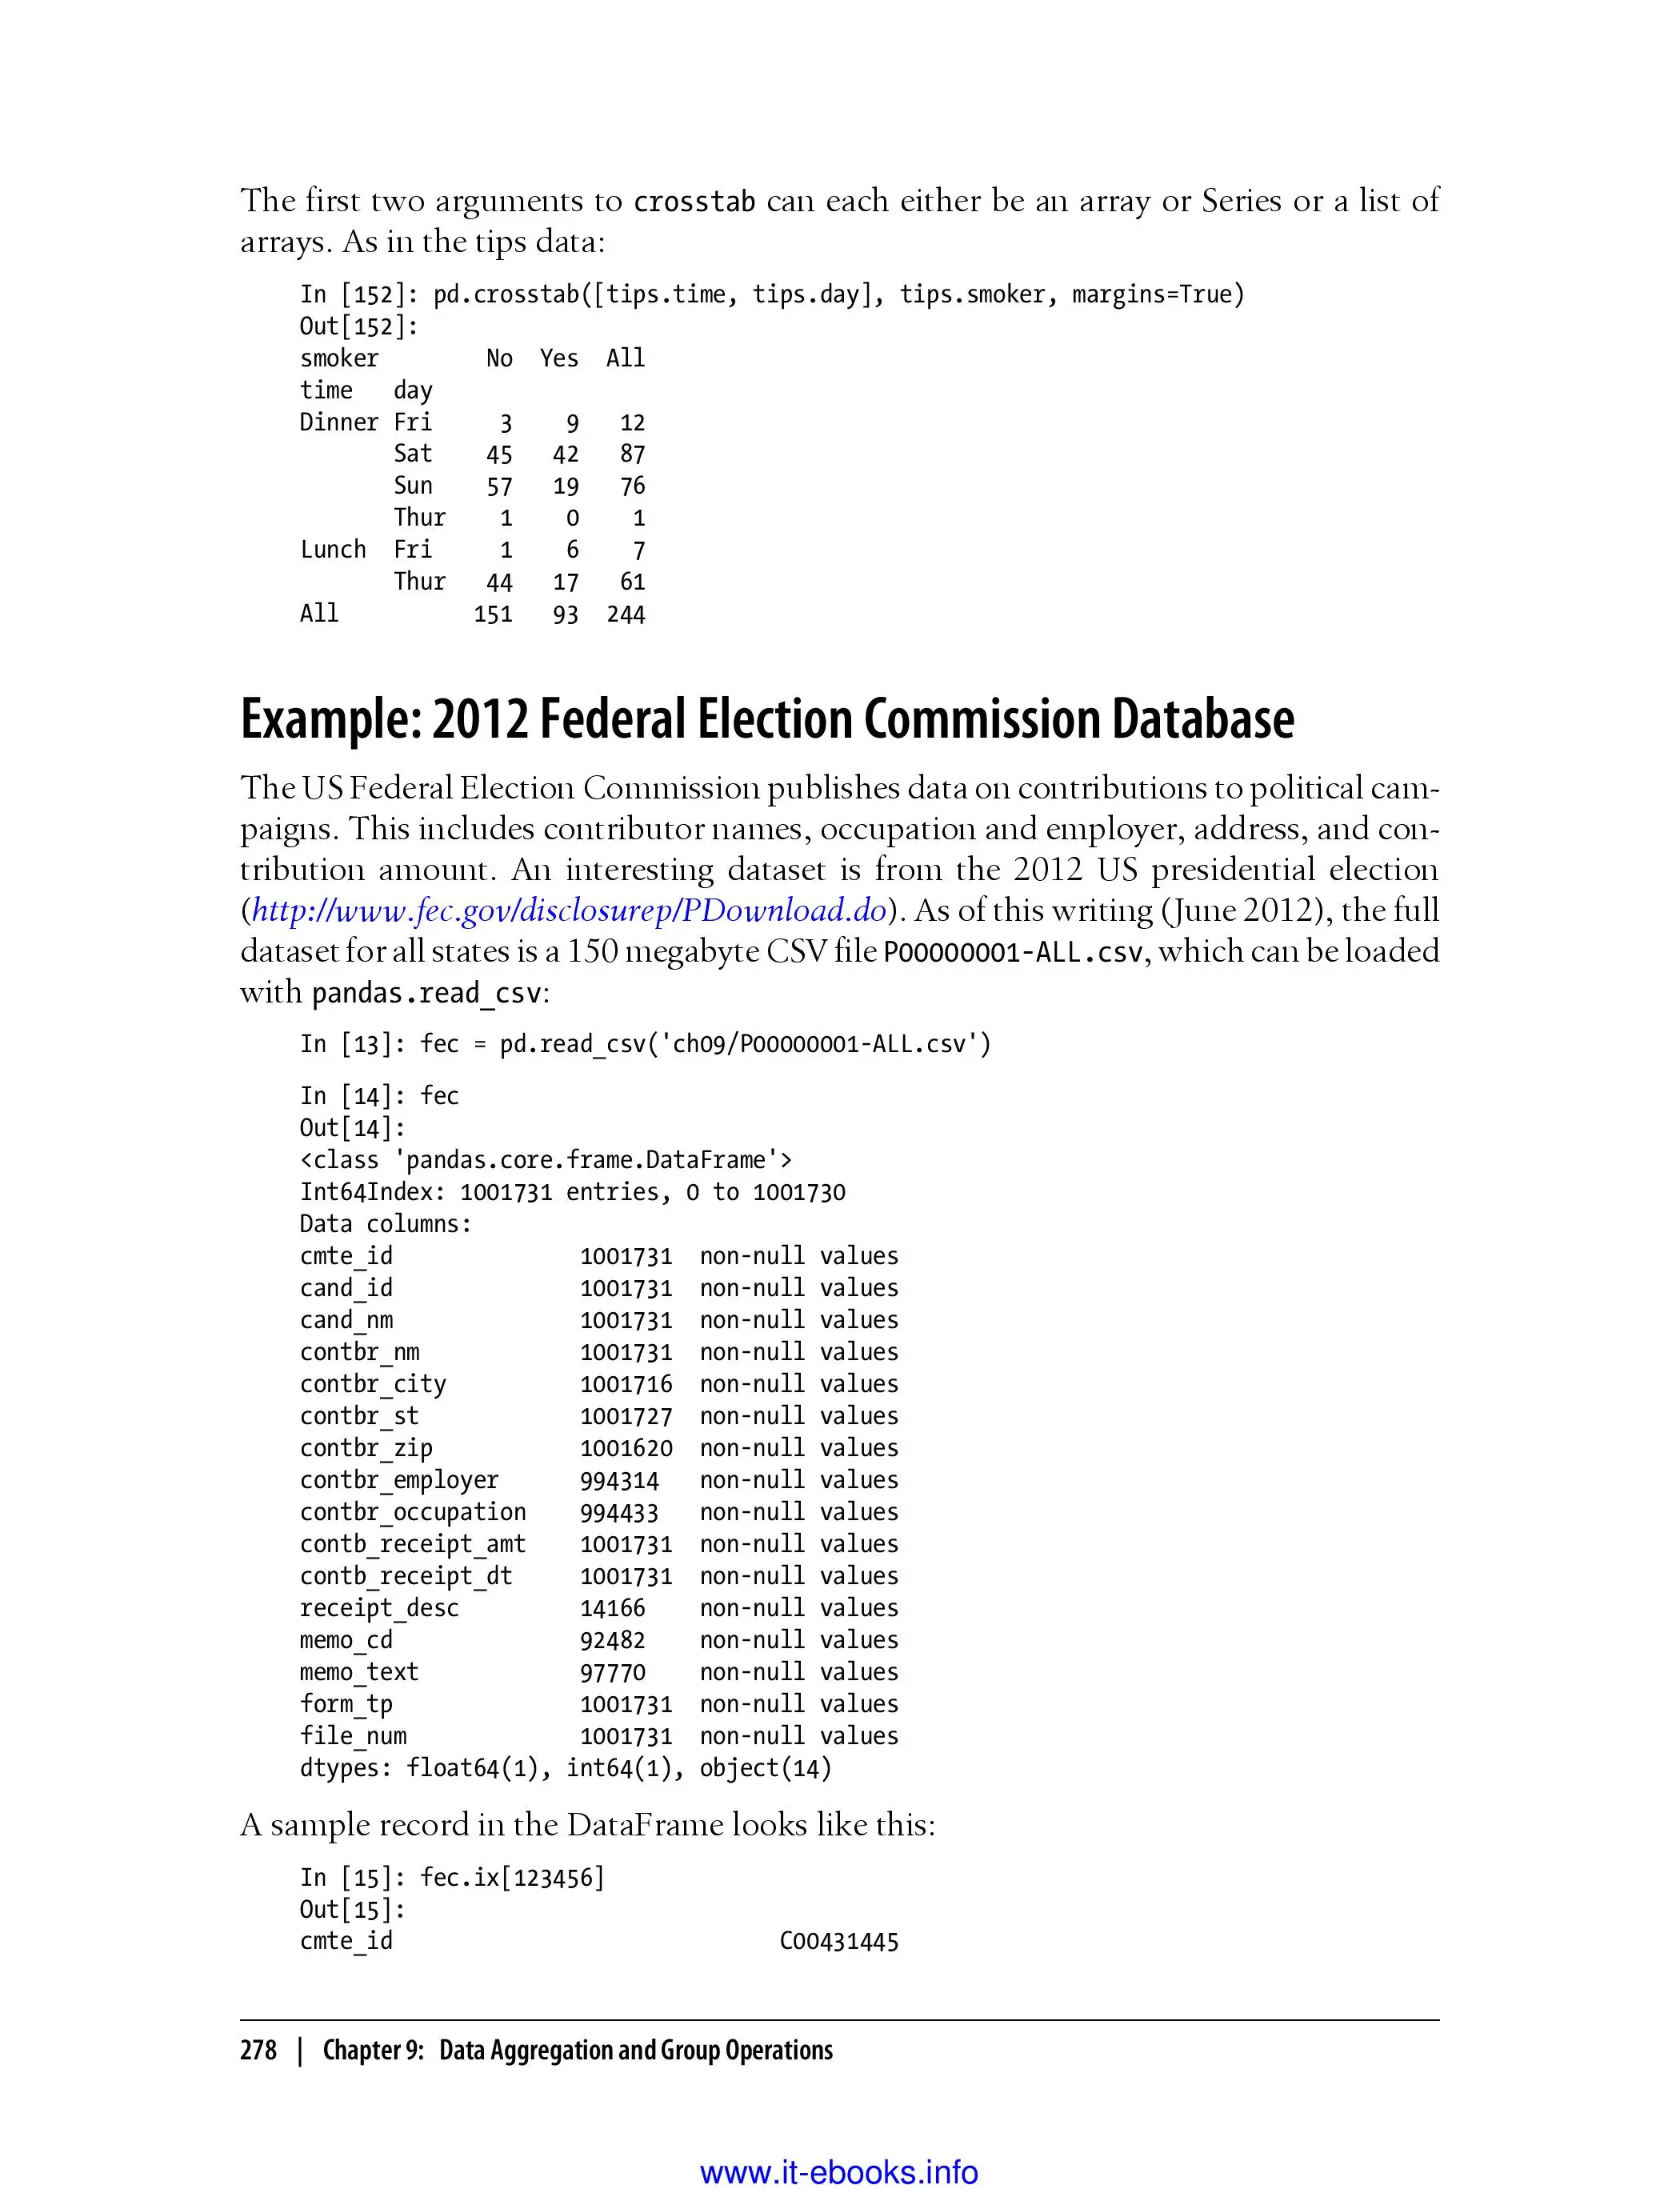 The first two arguments to crosstab can each either be an array or Series or a list of
arrays. As in the tips data:
In [152]: pd.crosstab([tips.time, tips.day], tips.smoker, margins=True)
Out[152]:
smoker        No  Yes  All
time   day
Dinner Fri     3    9   12
       Sat    45   42   87
       Sun    57   19   76
       Thur    1    0    1
Lunch  Fri     1    6    7
       Thur   44   17   61
All          151   93  244
Example: 2012 Federal Election Commission Database
The US Federal Election Commission publishes data on contributions to political cam-
paigns. This includes contributor names, occupation and employer, address, and con-
tribution amount. An interesting dataset is from the 2012 US presidential election
(http://www.fec.gov/disclosurep/PDownload.do). As of this writing (June 2012), the full
dataset for all states is a 150 megabyte CSV file P00000001-ALL.csv, which can be loaded
with pandas.read_csv:
In [13]: fec = pd.read_csv('ch09/P00000001-ALL.csv')
In [14]: fec
Out[14]:
<class 'pandas.core.frame.DataFrame'>
Int64Index: 1001731 entries, 0 to 1001730
Data columns:
cmte_id              1001731  non-null values
cand_id              1001731  non-null values
cand_nm              1001731  non-null values
contbr_nm            1001731  non-null values
contbr_city          1001716  non-null values
contbr_st            1001727  non-null values
contbr_zip           1001620  non-null values
contbr_employer      994314   non-null values
contbr_occupation    994433   non-null values
contb_receipt_amt    1001731  non-null values
contb_receipt_dt     1001731  non-null values
receipt_desc         14166    non-null values
memo_cd              92482    non-null values
memo_text            97770    non-null values
form_tp              1001731  non-null values
file_num             1001731  non-null values
dtypes: float64(1), int64(1), object(14)
A sample record in the DataFrame looks like this:
In [15]: fec.ix[123456]
Out[15]:
cmte_id                             C00431445
278 | Chapter 9: Data Aggregation and Group Operations
www.it-ebooks.info